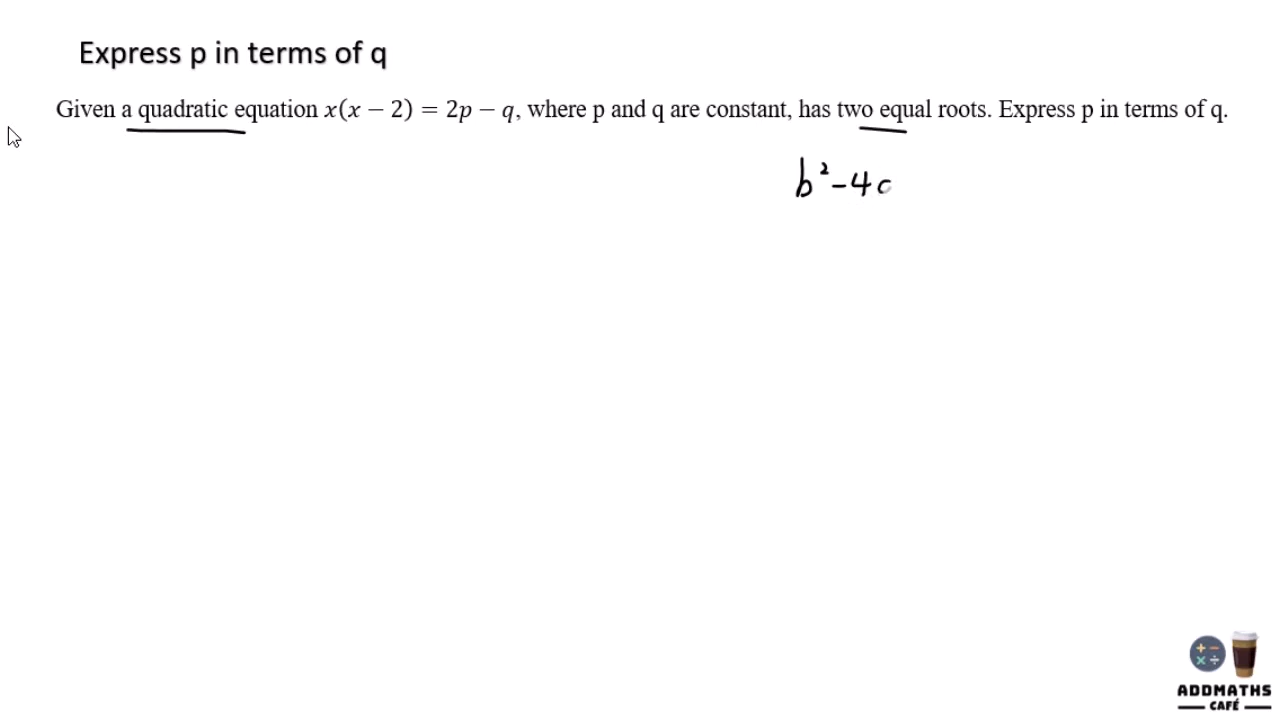 Express p in terms of q
Given a quadratic equation x(x − 2) = 2p − q, where p and q are constant, has two equal roots. Express p in terms of q.
b² − 4c
ADDMATHS
CAFÉ